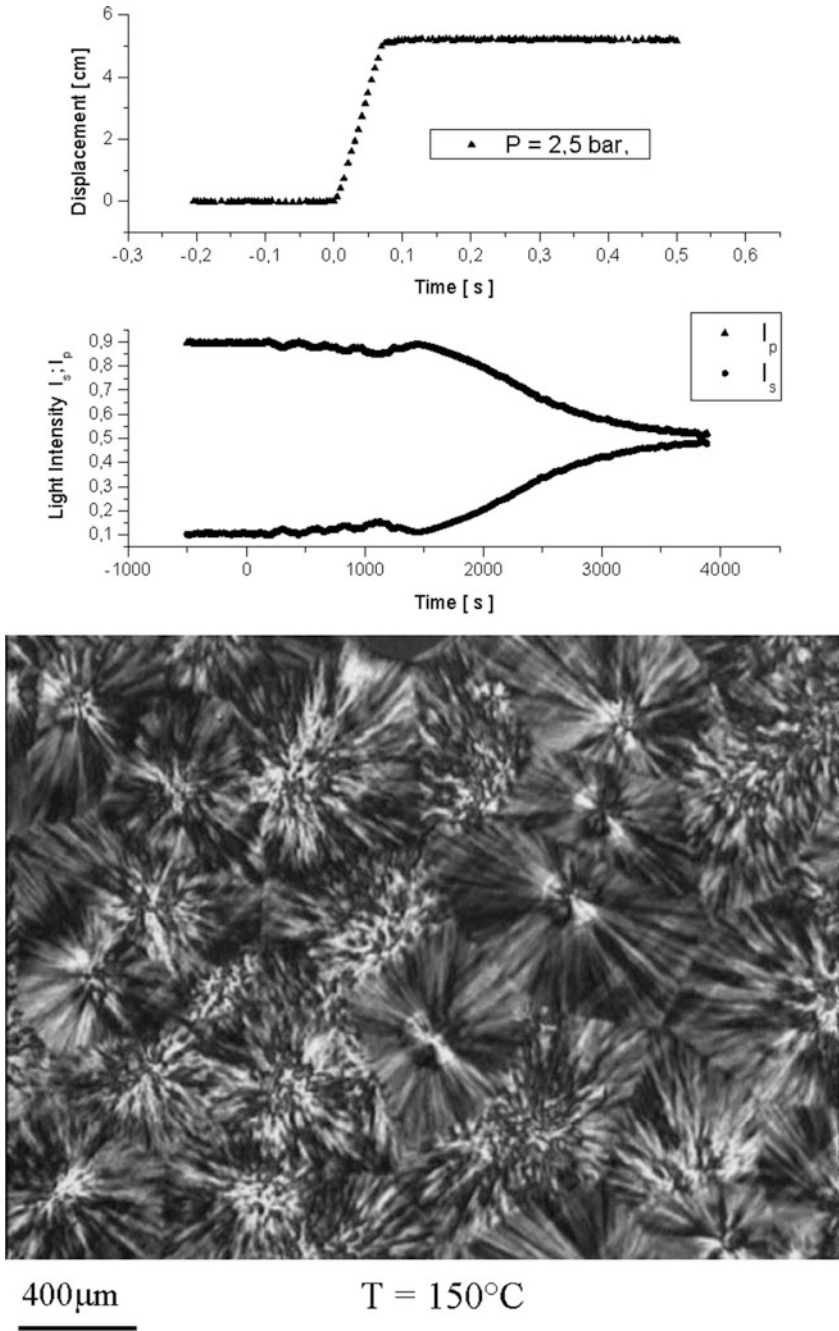 6
4
2
0
Displacement [cm]
P = 2,5 bar,
-0,3 -0,2 -0,1 0,0 0,1 0,2 0,3 0,4 0,5 0,6
Time [ s ]
0,9
0,8
0,7
0,6
0,5
0,4
0,3
0,2
0,1
Light Intensity I_s; I_p
I_p
I_s
-1000 0 1000 2000 3000 4000
Time [ s ]
400µm
T = 150°C